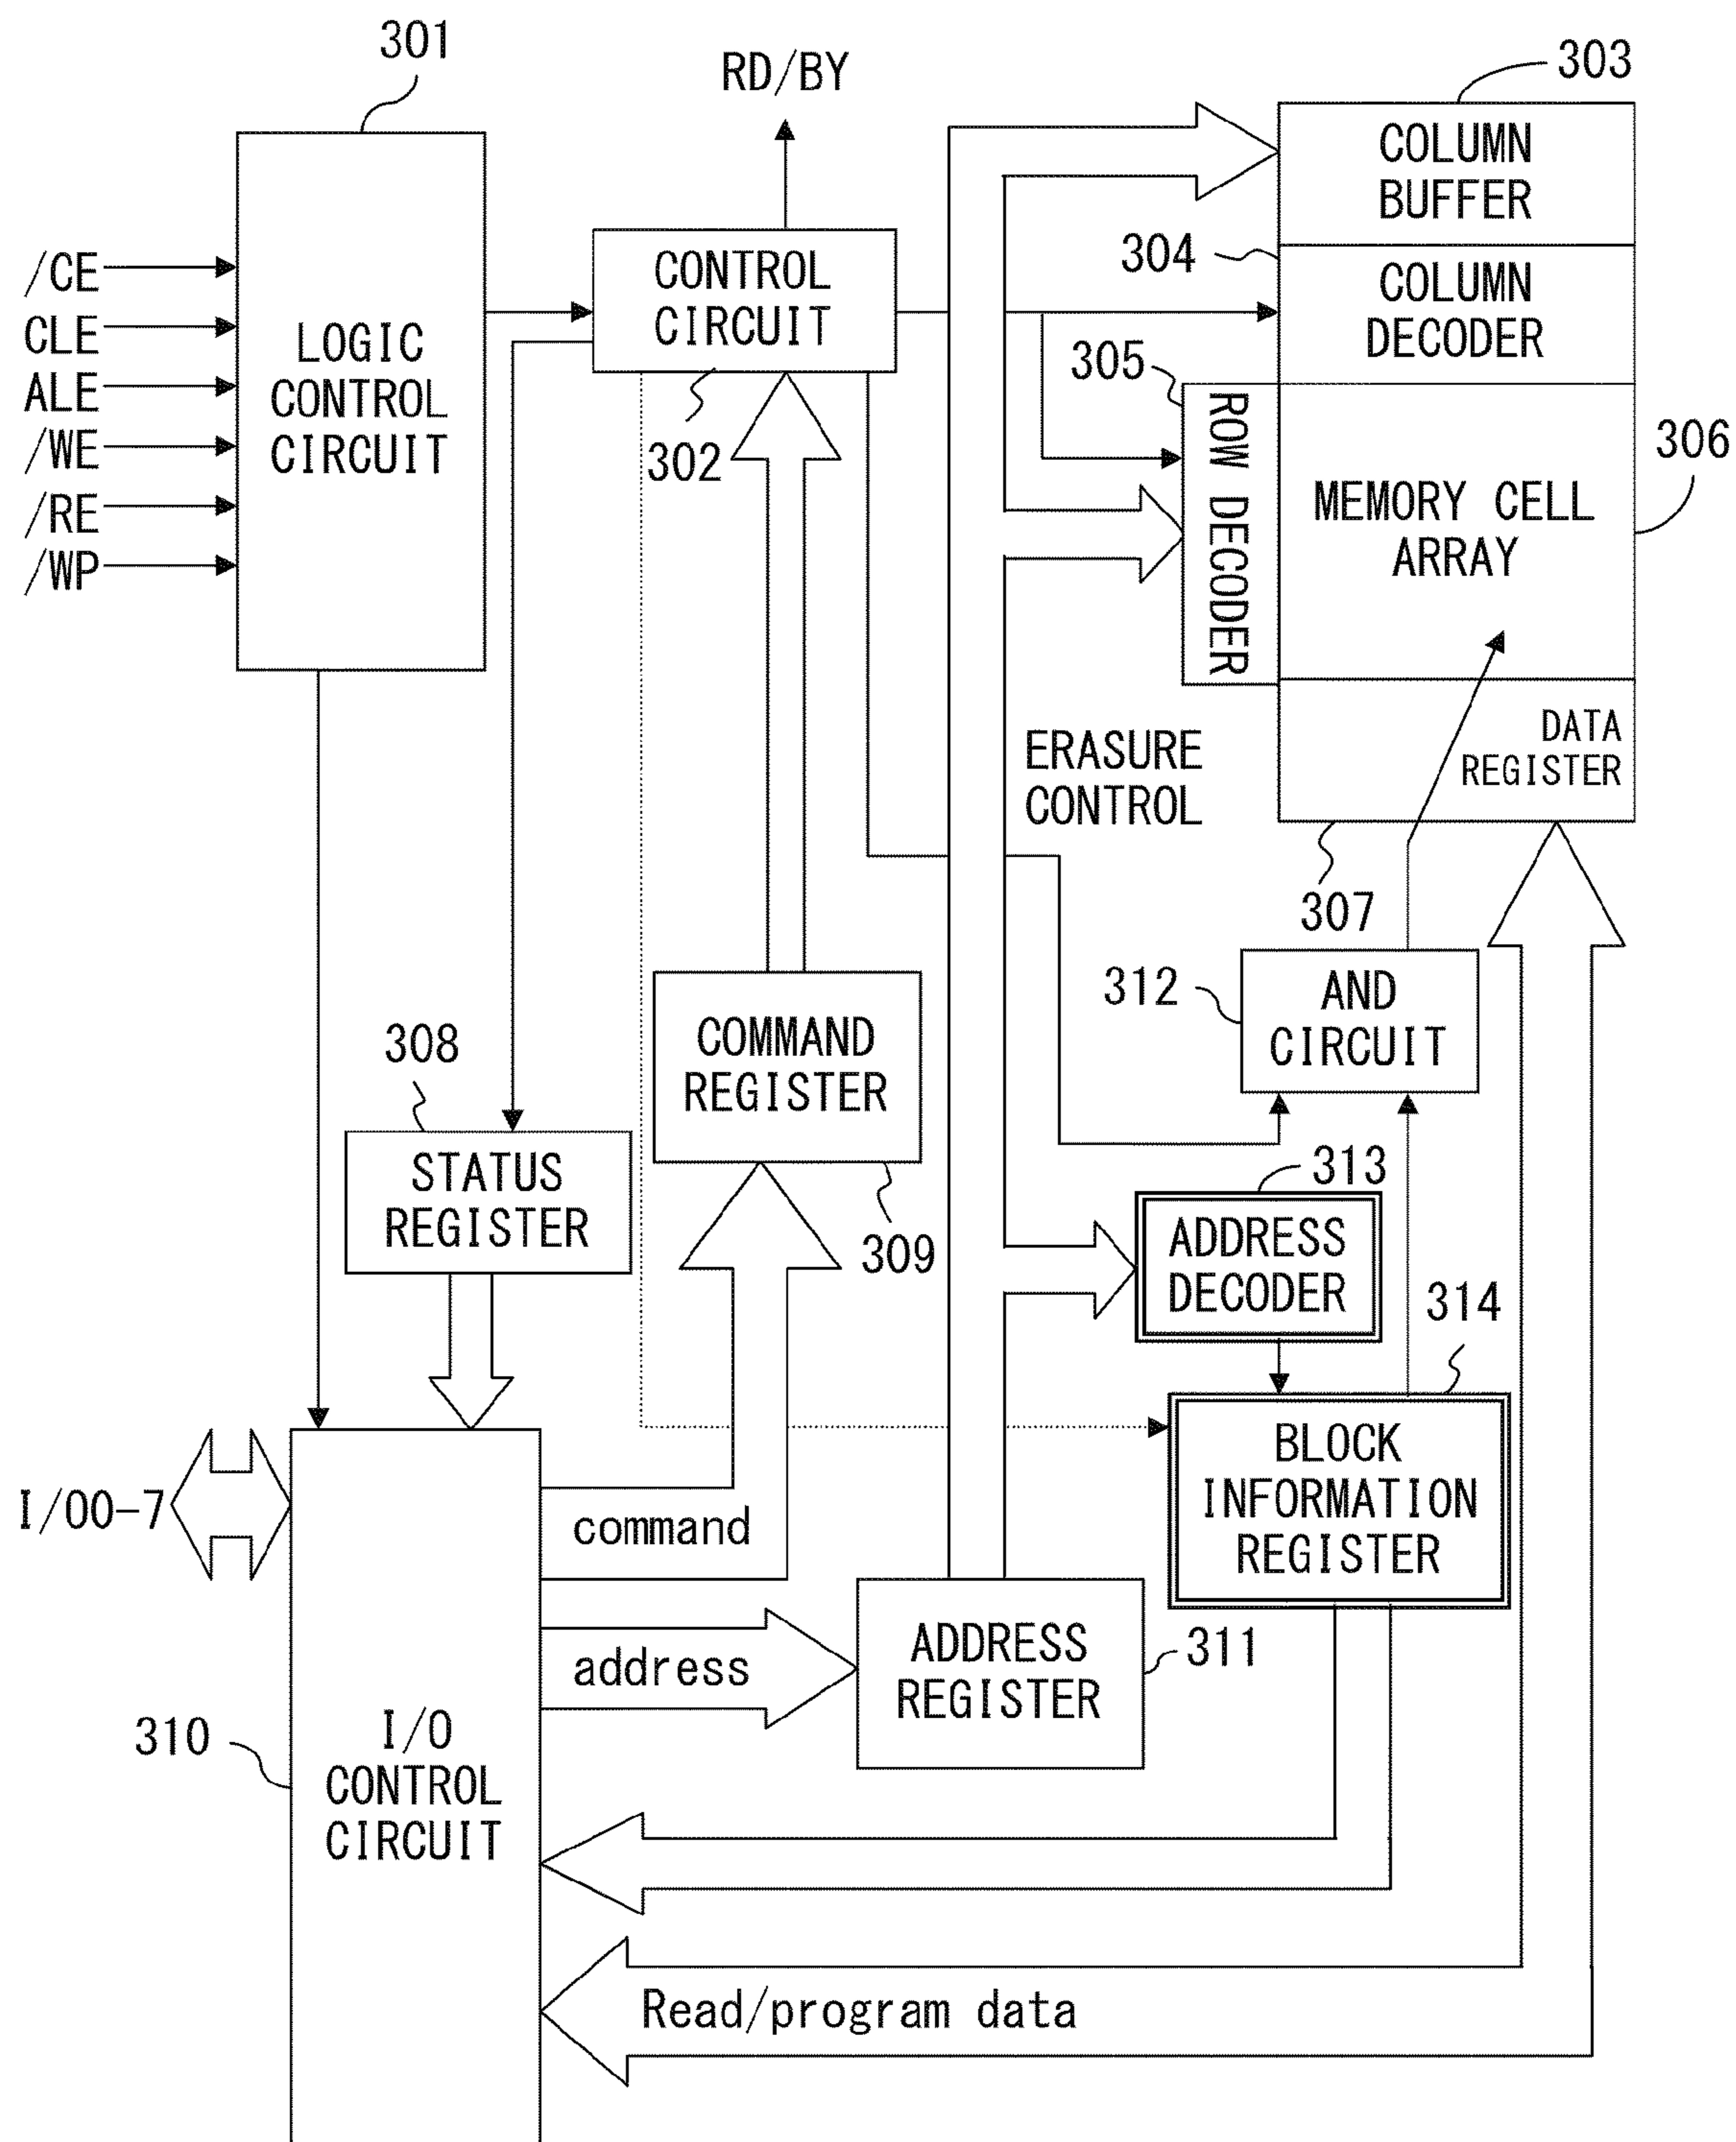 301
RD/BY
303
COLUMN
BUFFER
/CE
CLE
ALE
/WE
/RE
/WP
LOGIC
CONTROL
CIRCUIT
CONTROL
CIRCUIT
302
304
COLUMN
DECODER
305
ROW DECODER
306
MEMORY CELL
ARRAY
DATA
REGISTER
ERASURE
CONTROL
307
312
AND
CIRCUIT
COMMAND
REGISTER
308
STATUS
REGISTER
309
313
ADDRESS
DECODER
314
BLOCK
INFORMATION
REGISTER
I/O0-7
command
address
ADDRESS
REGISTER
311
310
I/O
CONTROL
CIRCUIT
Read/program data